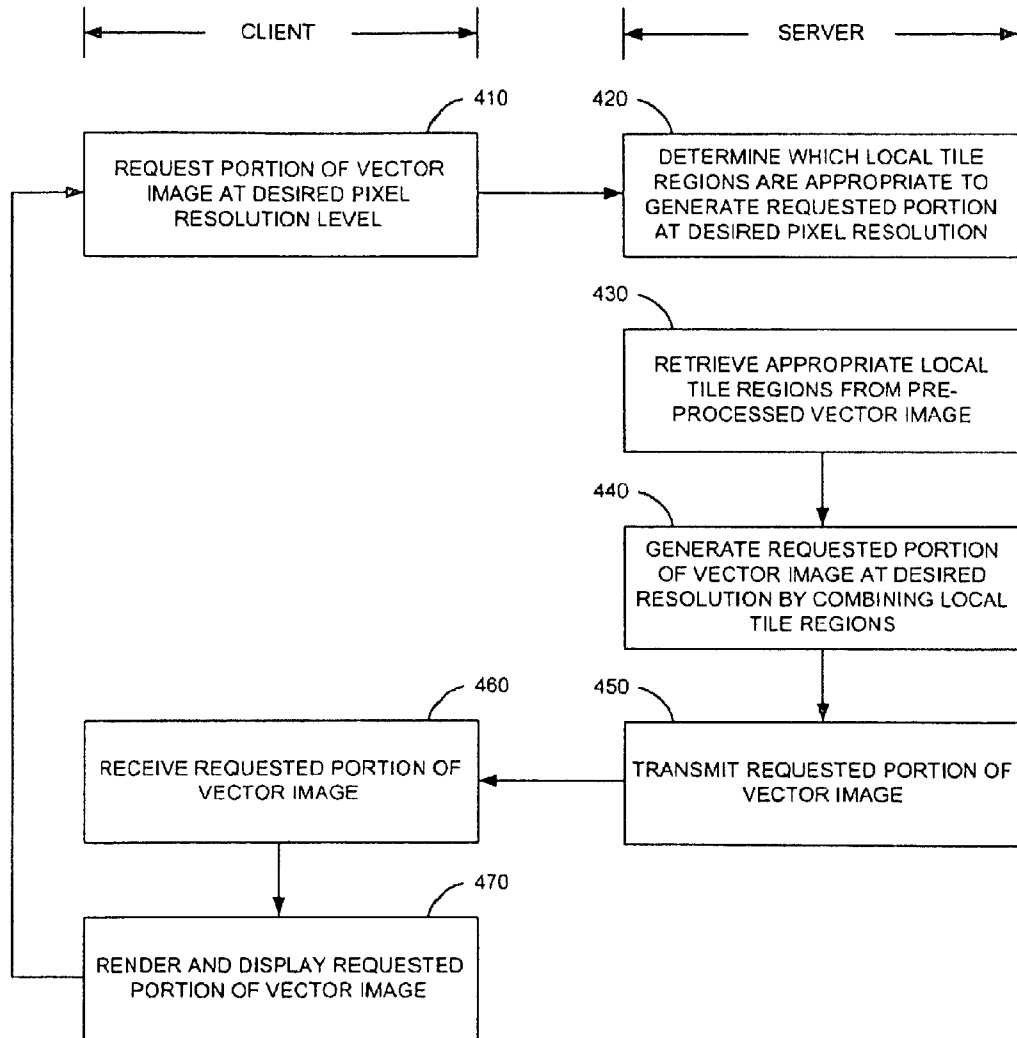 CLIENT
SERVER
410
REQUEST PORTION OF VECTOR
IMAGE AT DESIRED PIXEL
RESOLUTION LEVEL
420
DETERMINE WHICH LOCAL TILE
REGIONS ARE APPROPRIATE TO
GENERATE REQUESTED PORTION
AT DESIRED PIXEL RESOLUTION
430
RETRIEVE APPROPRIATE LOCAL
TILE REGIONS FROM PRE-
PROCESSED VECTOR IMAGE
440
GENERATE REQUESTED PORTION
OF VECTOR IMAGE AT DESIRED
RESOLUTION BY COMBINING LOCAL
TILE REGIONS
450
TRANSMIT REQUESTED PORTION OF
VECTOR IMAGE
460
RECEIVE REQUESTED PORTION OF
VECTOR IMAGE
470
RENDER AND DISPLAY REQUESTED
PORTION OF VECTOR IMAGE